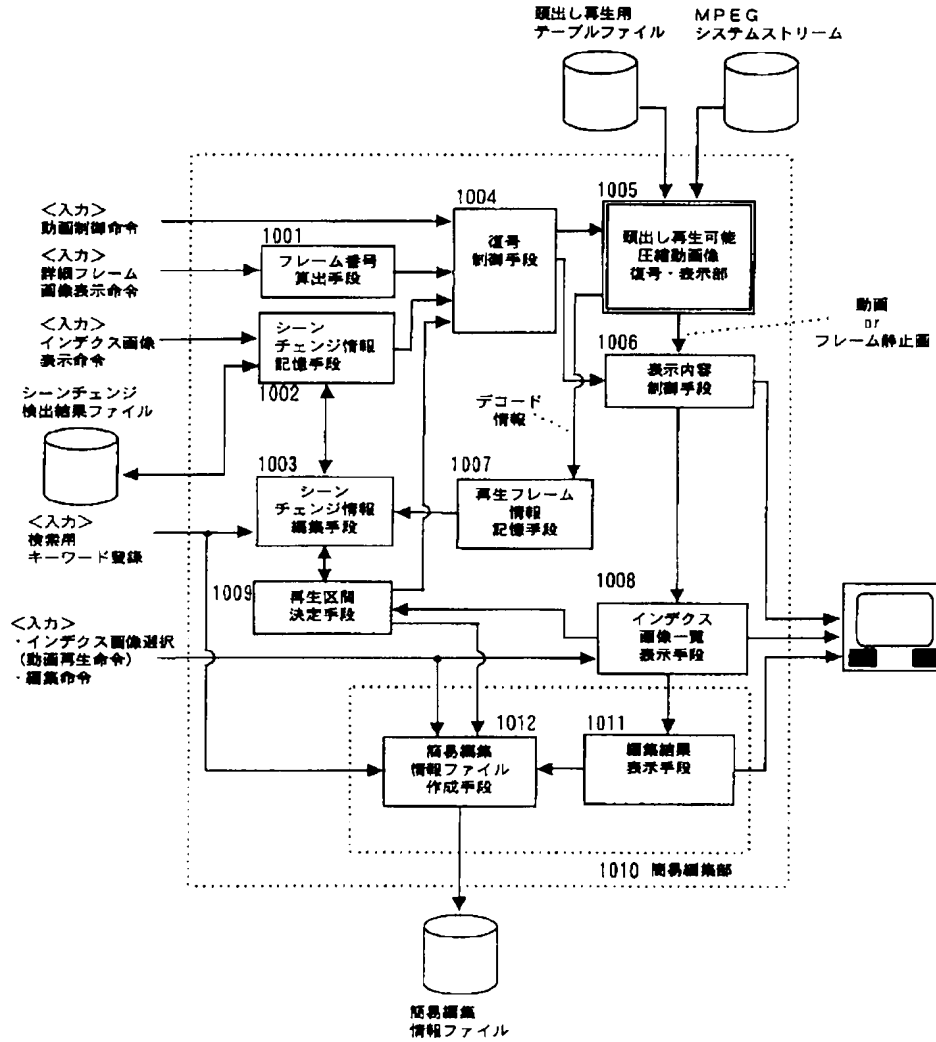 頭出し再生用
テーブルファイル
ＭＰＥＧ
システムストリーム
＜入力＞
動画制御命令
1004
復号
制御手段
1005
頭出し再生可能
圧縮動画像
復号・表示部
＜入力＞
詳細フレーム
画像表示命令
1001
フレーム番号
算出手段
動画
or
フレーム静止画
＜入力＞
インデクス画像
表示命令
シーン
チェンジ情報
記憶手段
1002
1006
表示内容
制御手段
シーンチェンジ
検出結果ファイル
デコード
情報
1003
シーン
チェンジ情報
編集手段
1007
再生フレーム
情報
記憶手段
＜入力＞
検索用
キーワード登録
1009
再生区間
決定手段
1008
インデクス
画像一覧
表示手段
＜入力＞
・インデクス画像選択
（動画再生命令）
・編集命令
1012
簡易編集
情報ファイル
作成手段
1011
編集結果
表示手段
1010 簡易編集部
簡易編集
情報ファイル